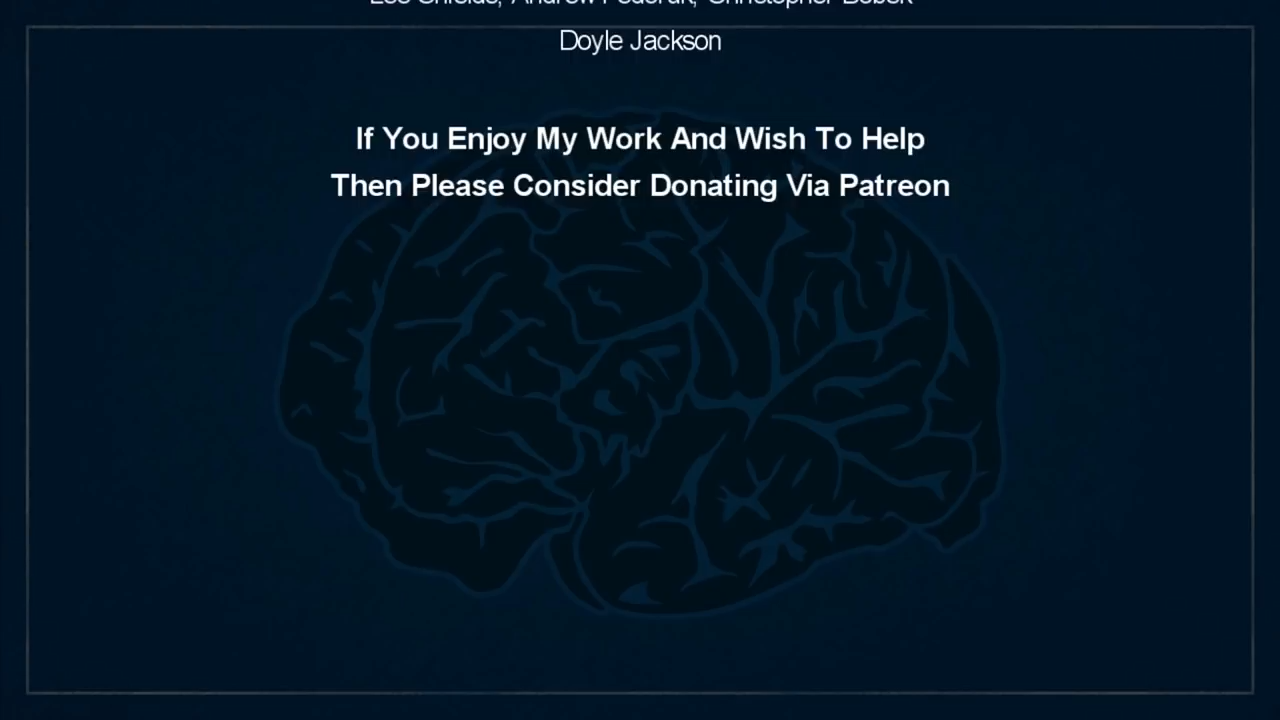 Doyle Jackson
If You Enjoy My Work And Wish To Help
Then Please Consider Donating Via Patreon